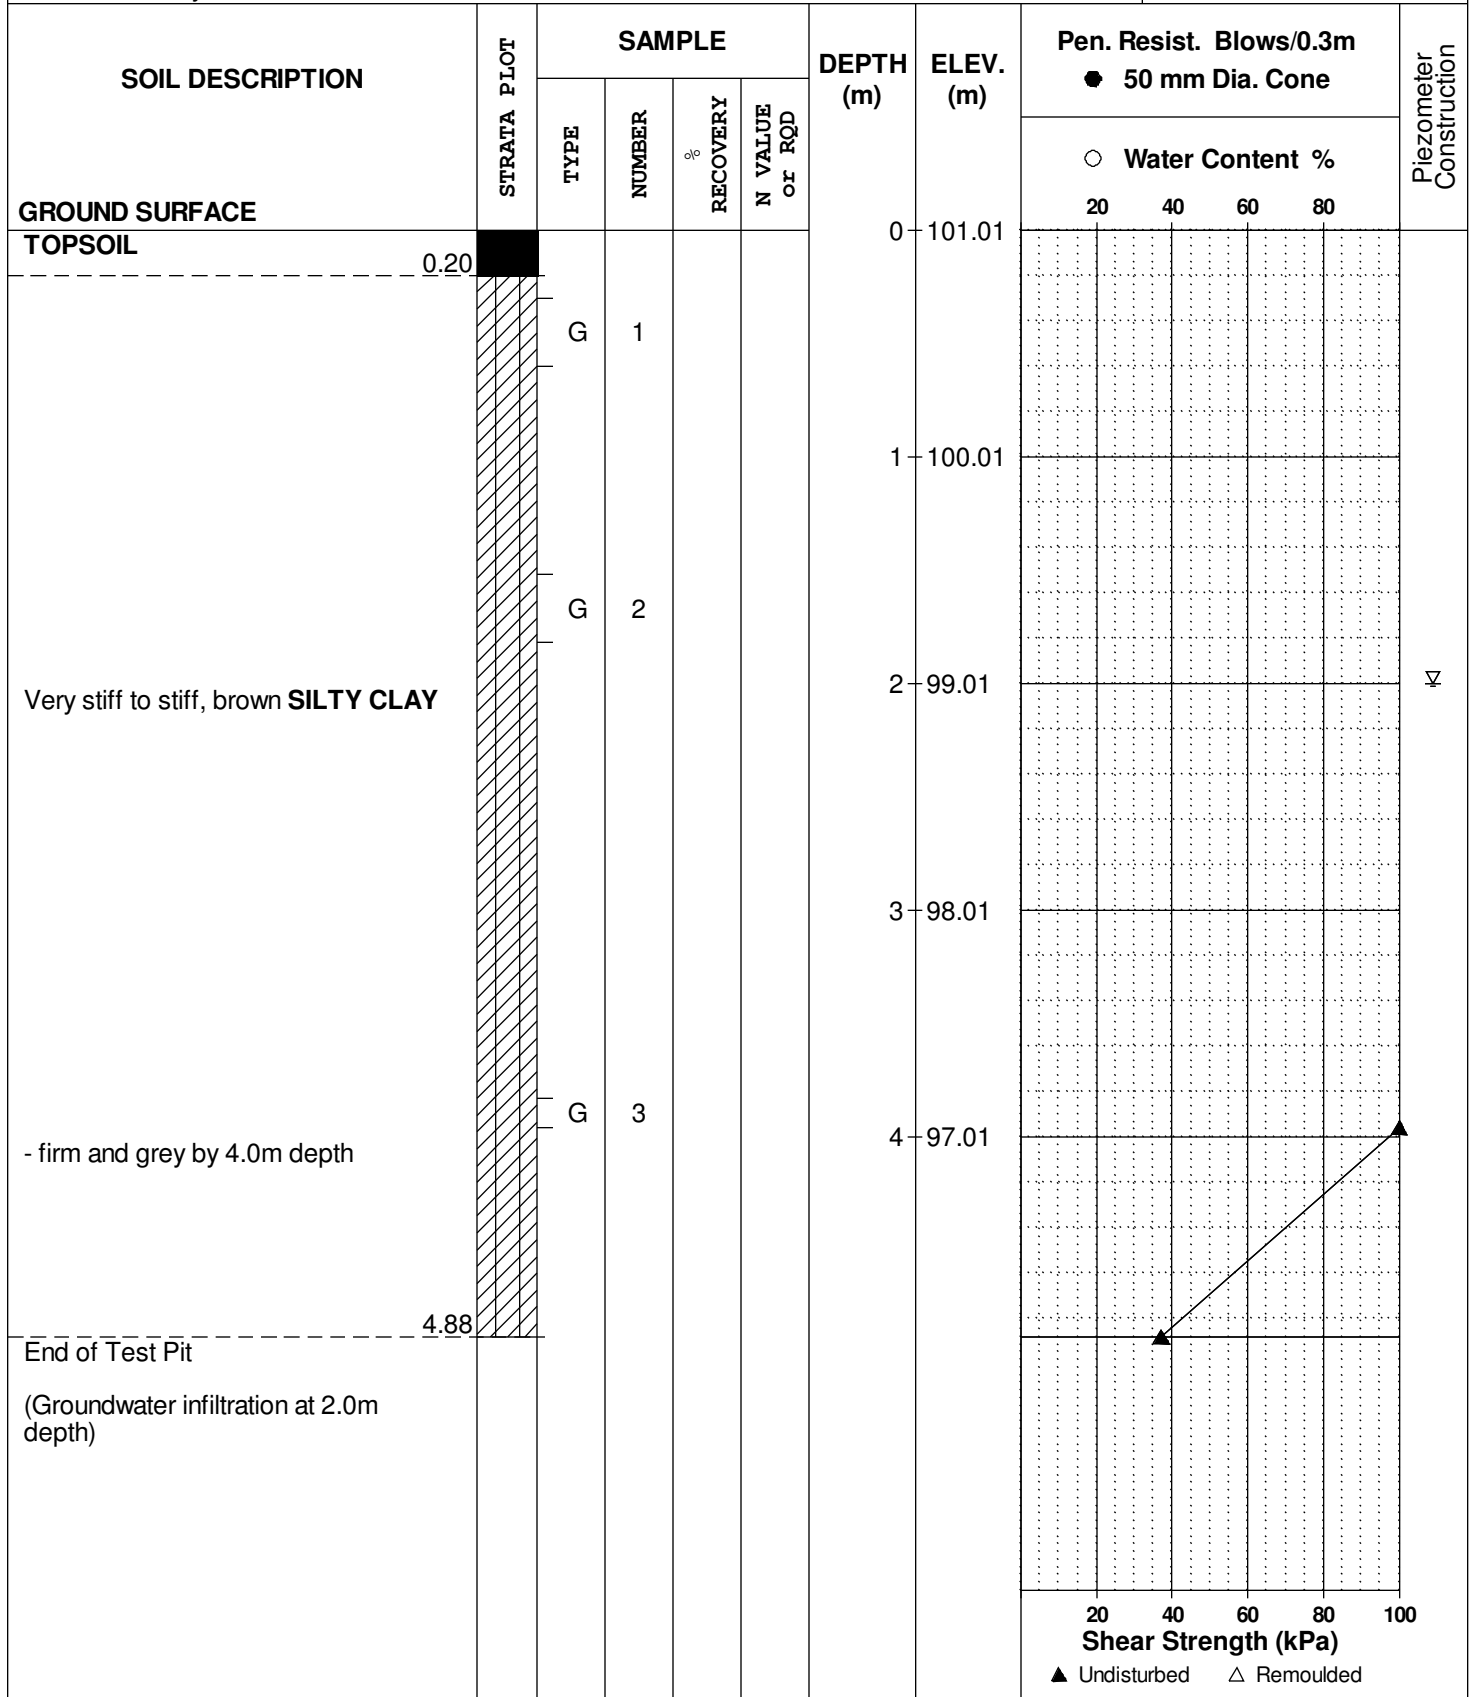 SOIL DESCRIPTION
GROUND SURFACE
STRATA PLOT
SAMPLE
TYPE
NUMBER
%
RECOVERY
N VALUE
or RQD
DEPTH
(m)
ELEV.
(m)
Pen. Resist. Blows/0.3m
● 50 mm Dia. Cone
○ Water Content %
20 40 60 80
Piezometer
Construction
TOPSOIL
0.20
0 101.01
G 1
1 100.01
G 2
Very stiff to stiff, brown SILTY CLAY
2 99.01
3 98.01
G 3
- firm and grey by 4.0m depth
4 97.01
4.88
End of Test Pit
(Groundwater infiltration at 2.0m
depth)
20 40 60 80 100
Shear Strength (kPa)
▲ Undisturbed △ Remoulded